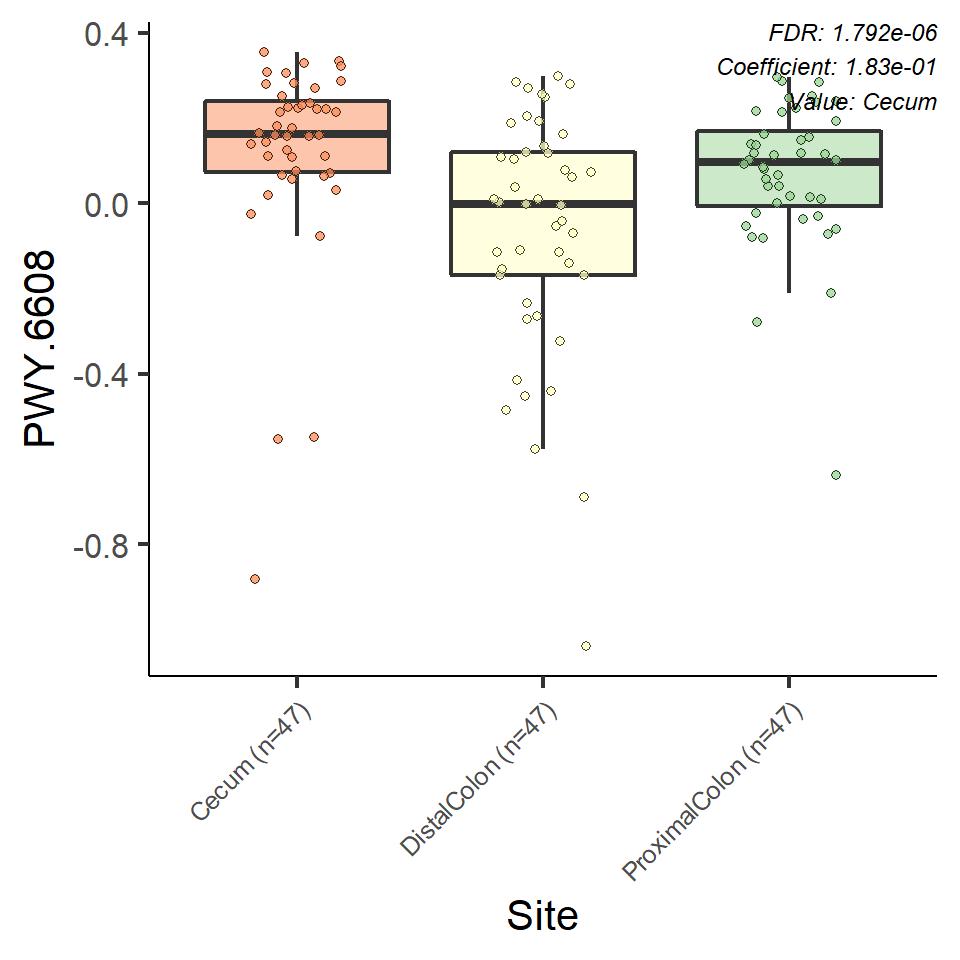 FDR: 1.792e-06
Coefficient: 1.83e-01
Value: Cecum
0.4
0.0
-0.4
-0.8
PWY.6608
Cecum (n=47)
DistalColon (n=47)
ProximalColon (n=47)
Site